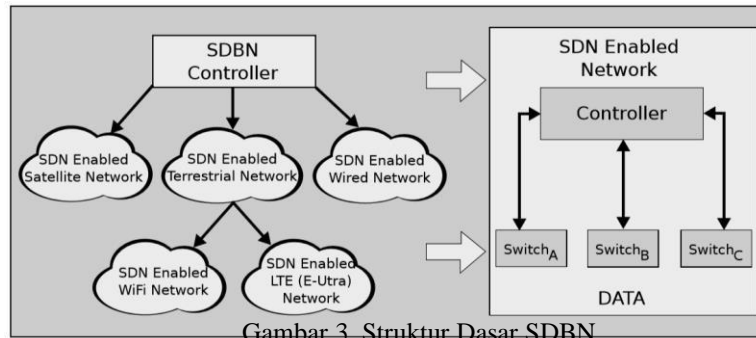 SDBN
Controller
SDN Enabled
Satellite Network
SDN Enabled
Terrestrial Network
SDN Enabled
Wired Network
SDN Enabled
WiFi Network
SDN Enabled
LTE (E-Utra)
Network
SDN Enabled
Network
Controller
SwitchA
SwitchB
SwitchC
DATA
Gambar 3. Struktur Dasar SDBN